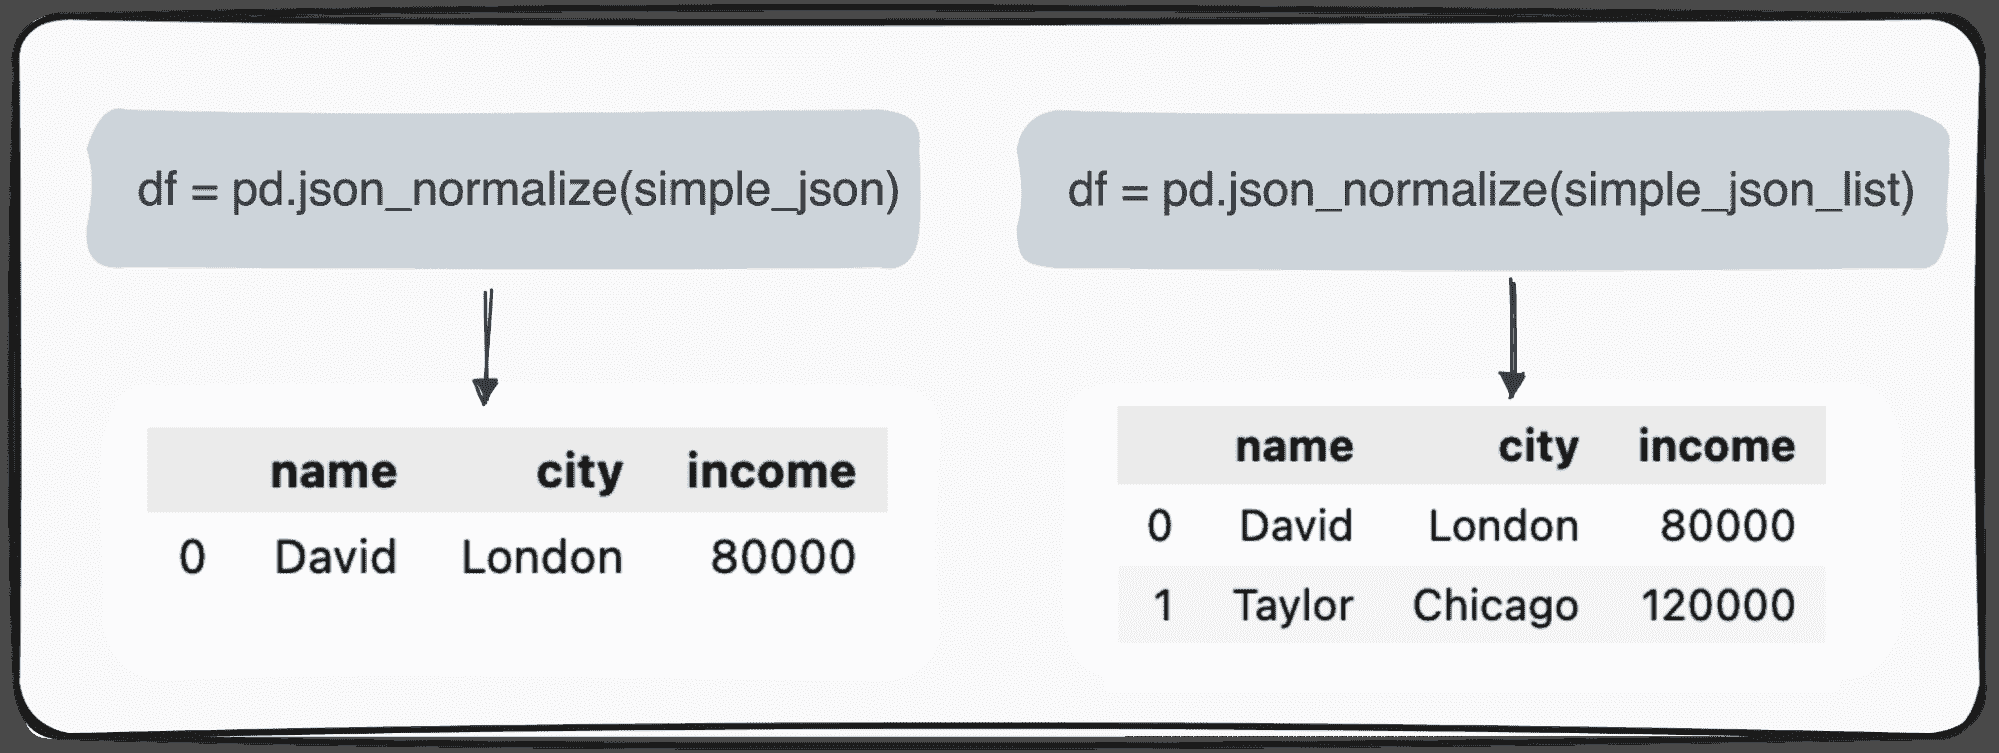 df = pd.json_normalize(simple_json)
name city income
0 David London 80000
df = pd.json_normalize(simple_json_list)
name city income
0 David London 80000
1 Taylor Chicago 120000